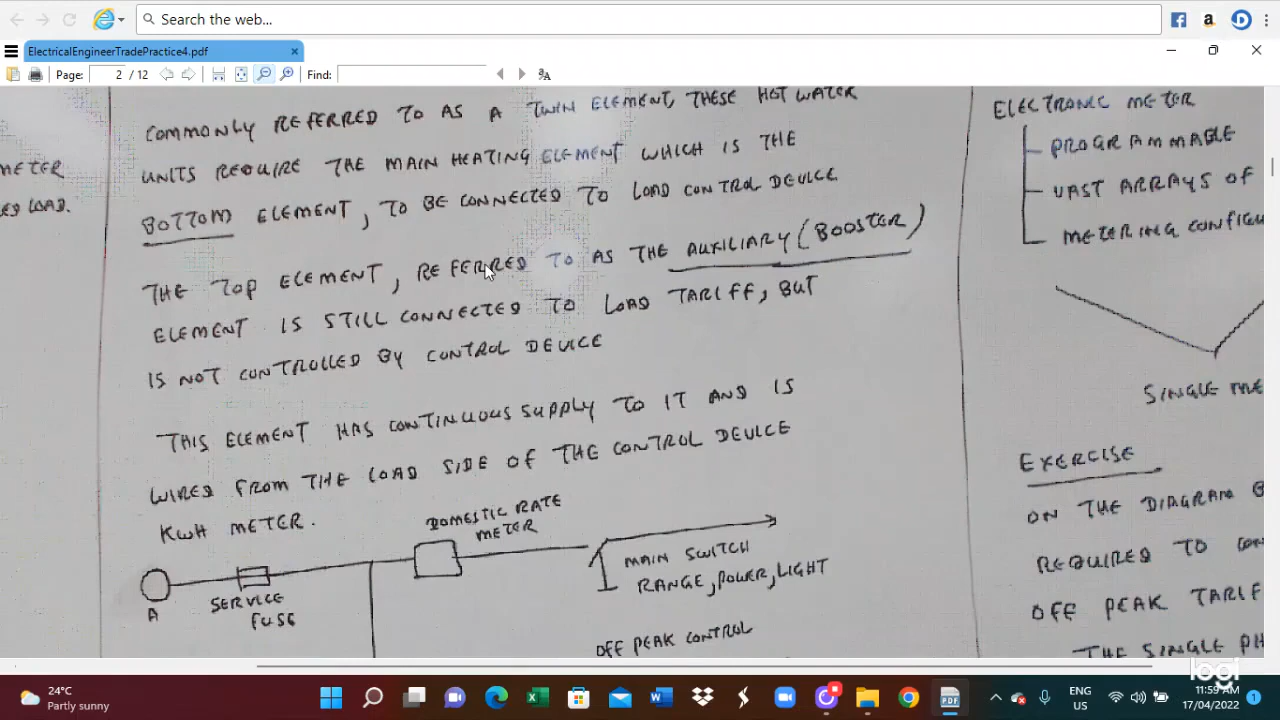 Search the web...
ElectricalEngineerTradePractice4.pdf
Page: 2 / 12 Find:
METER
LOAD.
COMMONLY REFERRED TO AS A TWIN ELEMENT, THESE HOT WATER
UNITS REQUIRE THE MAIN HEATING ELEMENT WHICH IS THE
BOTTOM ELEMENT, TO BE CONNECTED TO LOAD CONTROL DEVICE
THE TOP ELEMENT, REFERRED TO AS THE AUXILIARY (BOOSTER)
ELEMENT IS STILL CONNECTED TO LOAD TARIFF, BUT
IS NOT CONTROLLED BY CONTROL DEVICE
THIS ELEMENT HAS CONTINUOUS SUPPLY TO IT AND IS
WIRED FROM THE LOAD SIDE OF THE CONTROL DEVICE
KWH METER.
DOMESTIC RATE
METER
MAIN SWITCH
RANGE, POWER, LIGHT
A
SERVICE
FUSE
OFF PEAK CONTROL
ELECTRONIC METER
PROGRAMMABLE
VAST ARRAYS OF
METERING CONFIGU
SINGLE
EXERCISE
ON THE DIAGRAM
REQUIRED TO
OFF PEAK TARIF
THE SINGLE PH
logi
24°C
Partly sunny
ENG
US
11:59 AM
17/04/2022